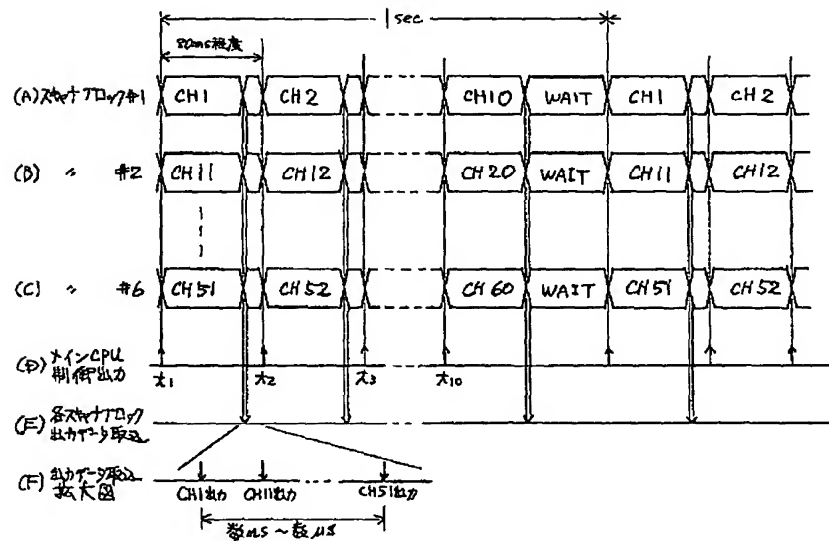 1sec
80ms程度
(A)スキャナブロック#1 CH1 CH2 CH10 WAIT CH1 CH2
(B) 〃 #2 CH11 CH12 CH20 WAIT CH11 CH12
(C) 〃 #6 CH51 CH52 CH60 WAIT CH51 CH52
(D)メインCPU
制御出力
t1 t2 t3 t10
(E)各スキャナブロック
出力データ取込
(F)出力データ取込
拡大図
CH1出力 CH11出力 CH51出力
数ms～数μs